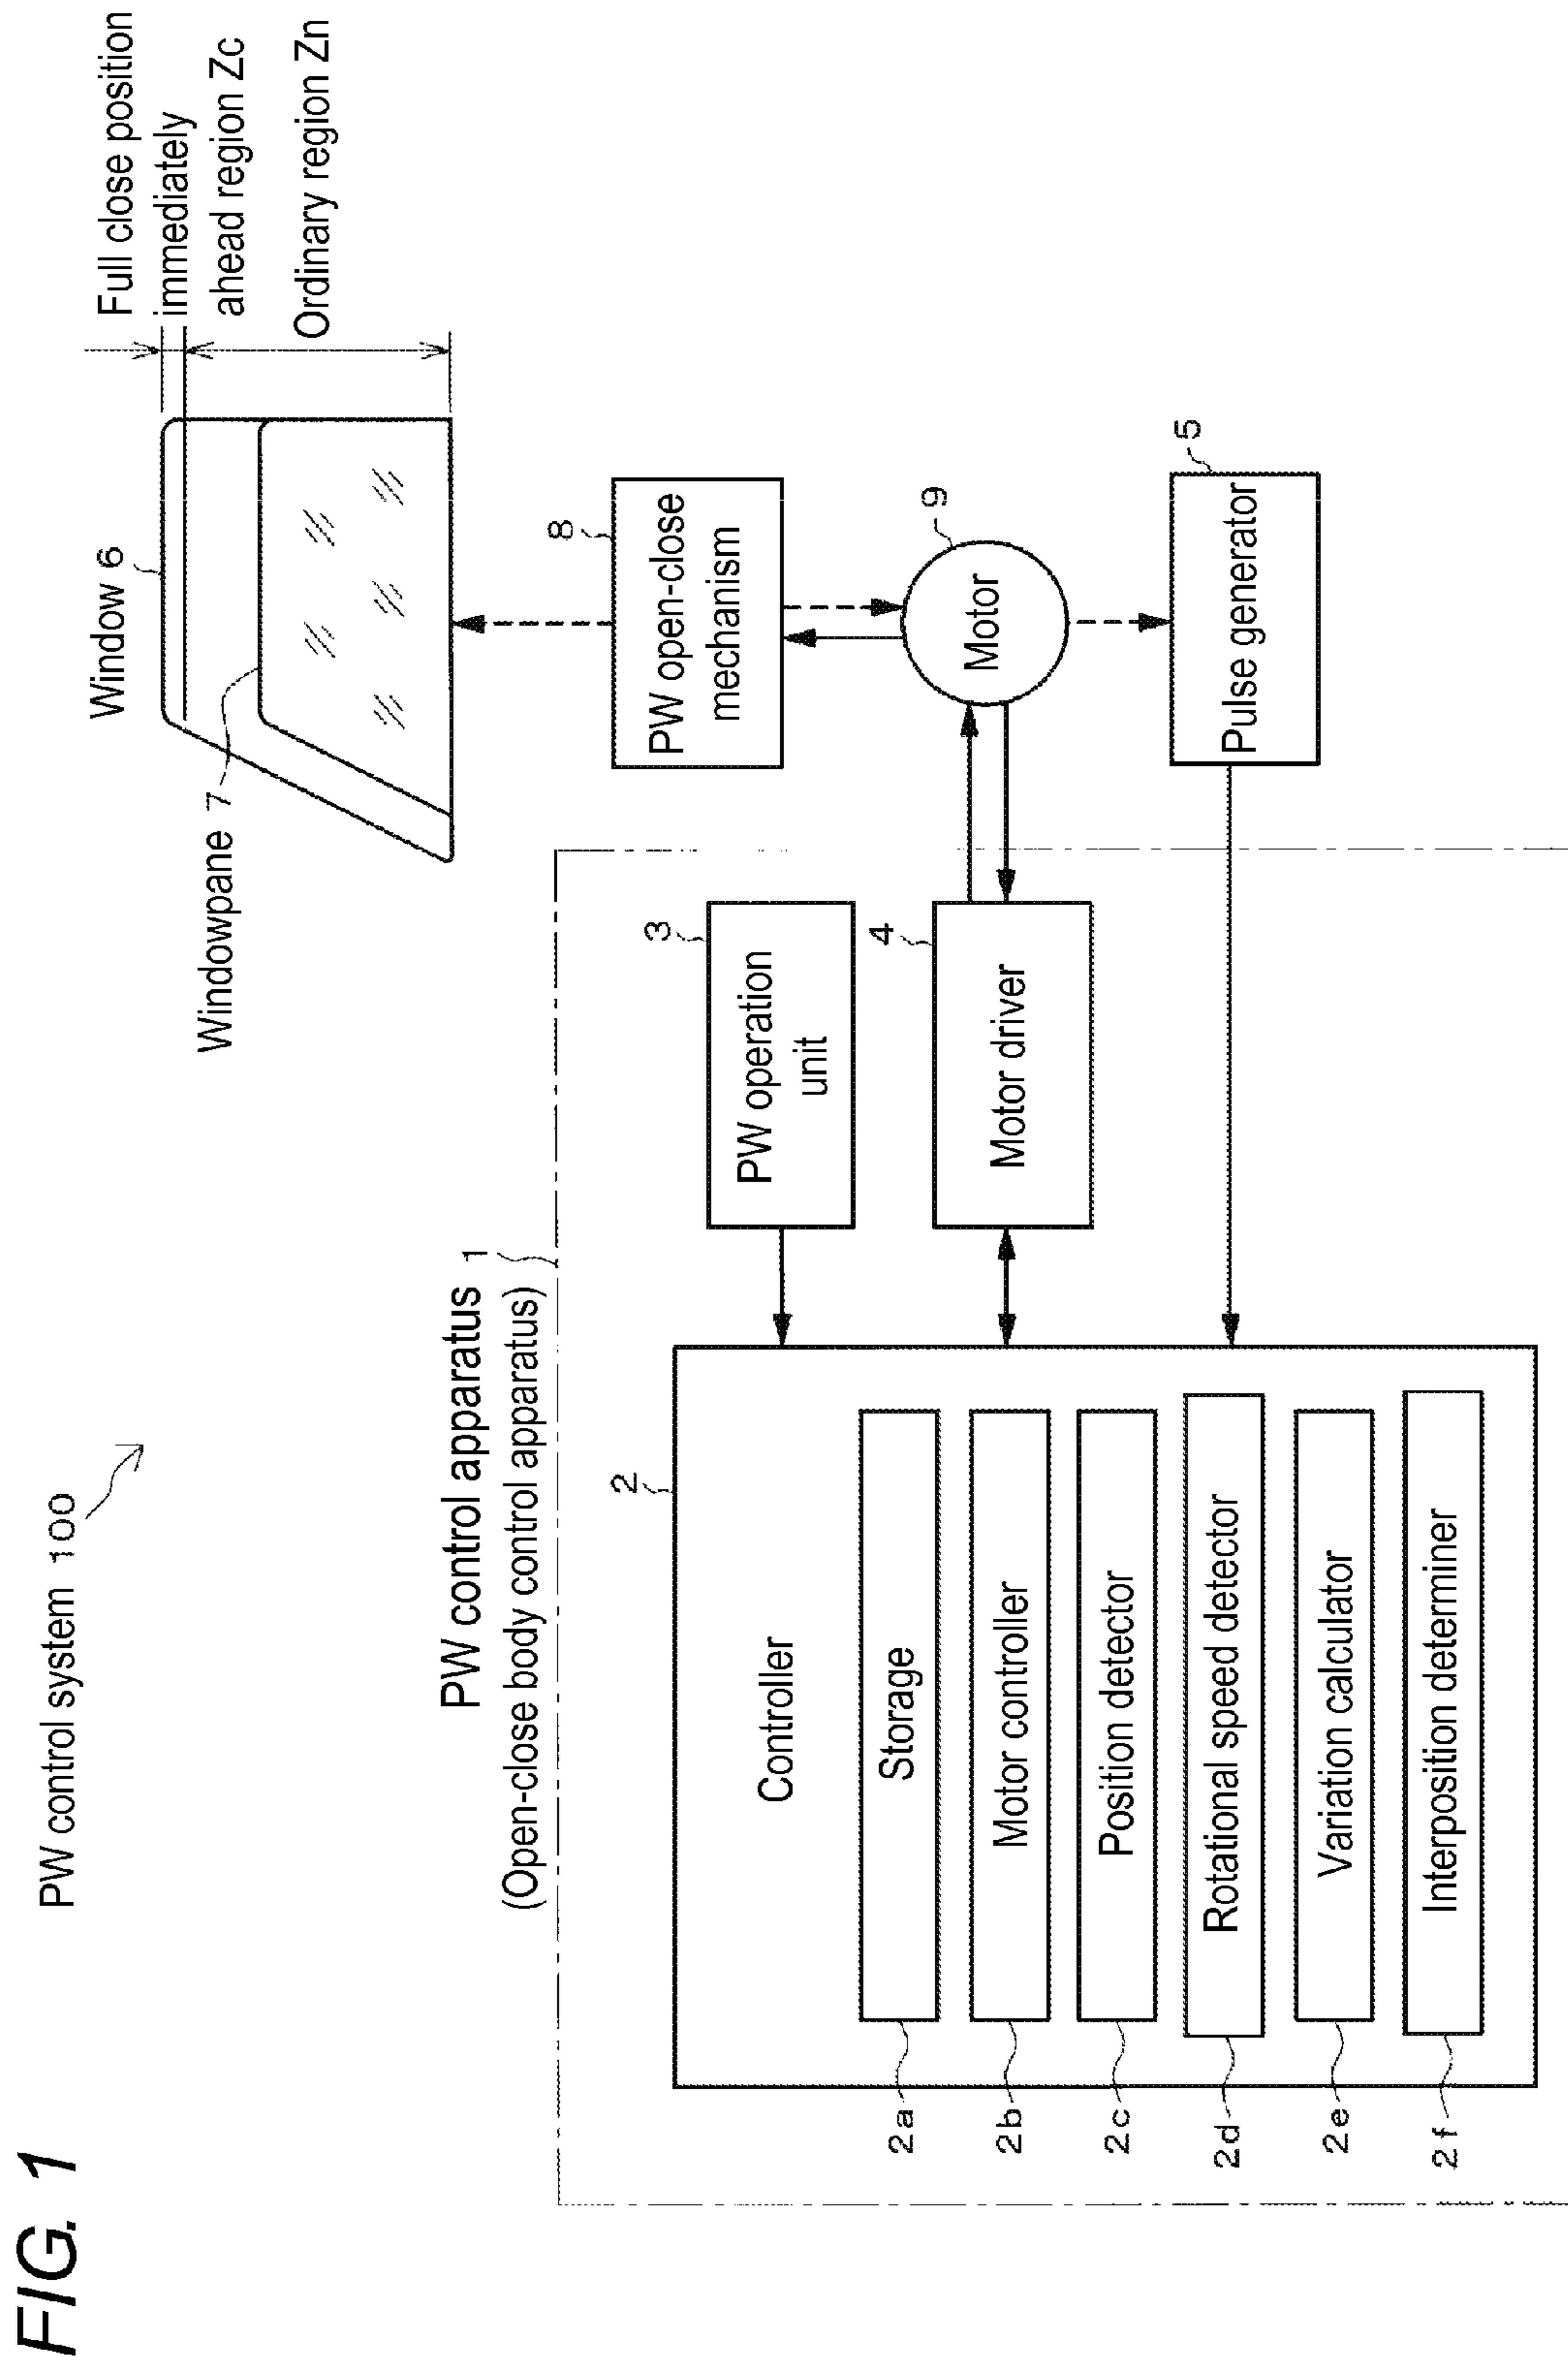 FIG. 1
PW control system 100
PW control apparatus 1
(Open-close body control apparatus)
2
Controller
2a
Storage
2b
Motor controller
2c
Position detector
2d
Rotational speed detector
2e
Variation calculator
2f
Interposition determiner
3
PW operation
unit
4
Motor driver
Window 6
Windowpane 7
Full close position
immediately
ahead region Zc
Ordinary region Zn
8
PW open-close
mechanism
9
Motor
5
Pulse generator